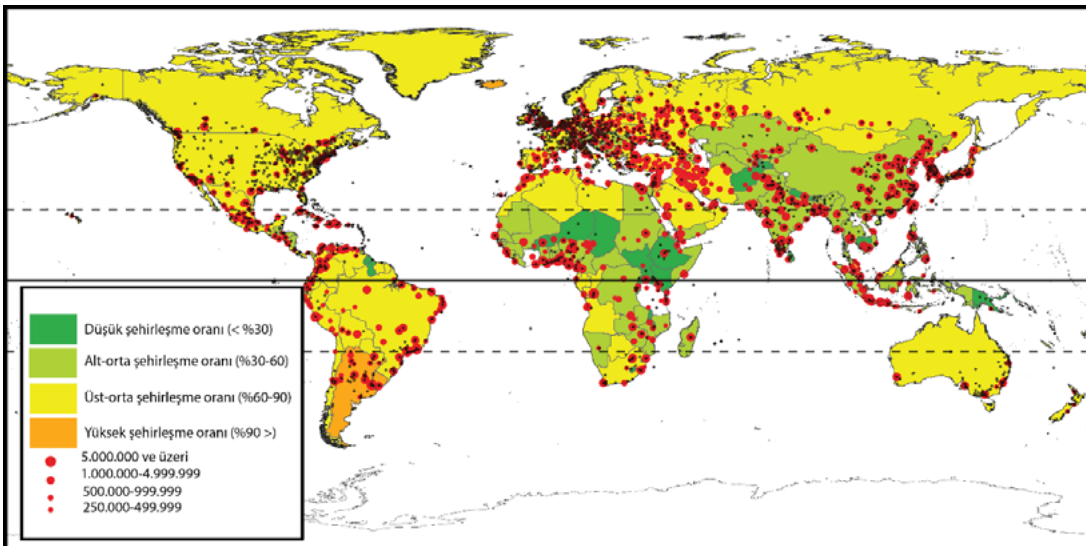 Düşük şehirleşme oranı (< %30)
Alt-orta şehirleşme oranı (%30-60)
Üst-orta şehirleşme oranı (%60-90)
Yüksek şehirleşme oranı (%90 >)
5.000.000 ve üzeri
1.000.000-4.999.999
500.000-999.999
250.000-499.999